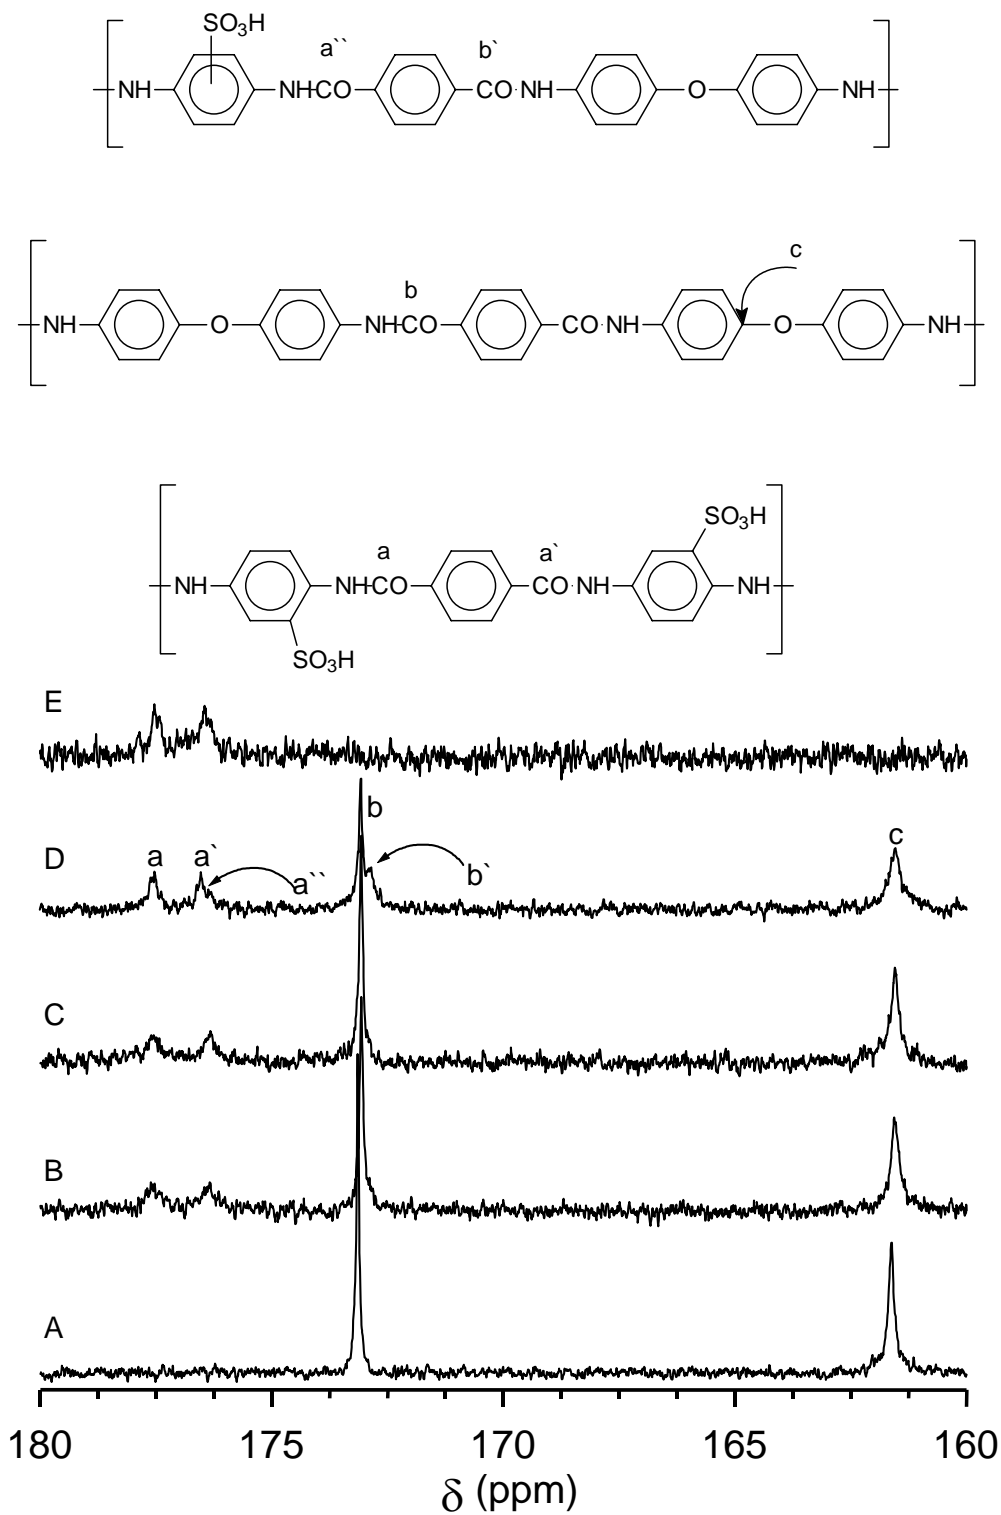 SO₃H
a`` b`
NH NHCO CO NH O NH
c
b
NH O NHCO CO NH O NH
SO₃H
a a`
NH NHCO CO NH NH
SO₃H
E
b
D a a` a`` b` c
C
B
A
180 175 170 165 160
δ (ppm)